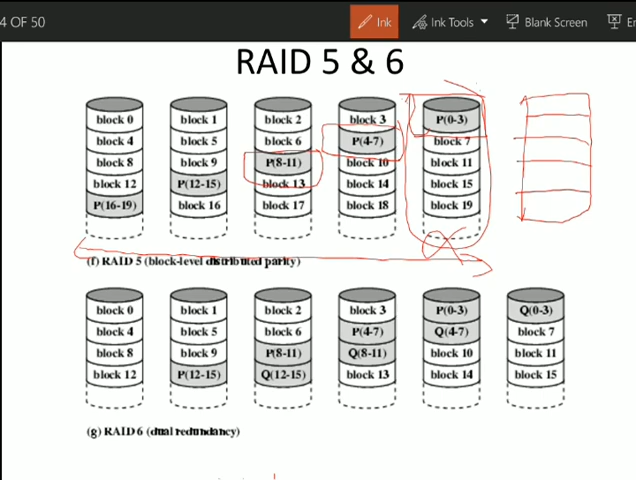 4 OF 50 Ink Ink Tools Blank Screen
RAID 5 & 6
block 0 block 1 block 2 block 3 P(0-3)
block 4 block 5 block 6 P(4-7) block 7
block 8 block 9 P(8-11) block 10 block 11
block 12 P(12-15) block 13 block 14 block 15
P(16-19) block 16 block 17 block 18 block 19
(f) RAID 5 (block-level distributed parity)
block 0 block 1 block 2 block 3 P(0-3) Q(0-3)
block 4 block 5 block 6 P(4-7) Q(4-7) block 7
block 8 block 9 P(8-11) Q(8-11) block 10 block 11
block 12 P(12-15) Q(12-15) block 13 block 14 block 15
(g) RAID 6 (dual redundancy)